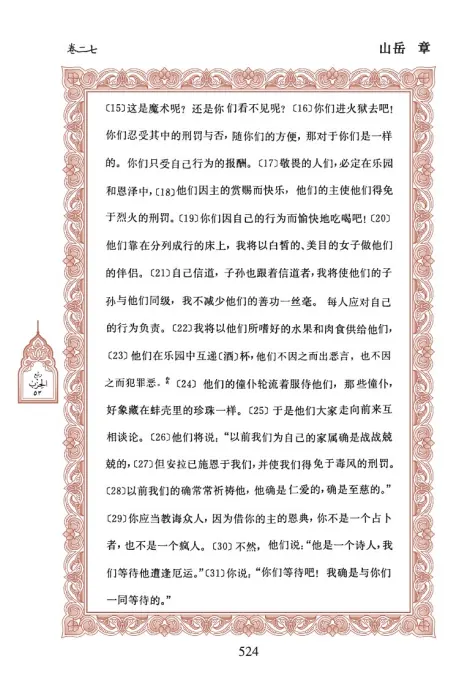 卷二七
山岳 章
〔15〕这是魔术呢？还是你们看不见呢？〔16〕你们进火狱去吧！
你们忍受其中的刑罚与否，随你们的方便，那对于你们是一样
的。你们只受自己行为的报酬。〔17〕敬畏的人们，必定在乐园
和恩泽中，〔18〕他们因主的赏赐而快乐，他们的主使他们得免
于烈火的刑罚。〔19〕你们因自己的行为而愉快地吃喝吧！〔20〕
他们靠在分列成行的床上，我将以白皙的、美目的女子做他们
的伴侣。〔21〕自己信道，子孙也跟着信道者，我将使他们的子
孙与他们同级，我不减少他们的善功一丝毫。每人应对自己
的行为负责。〔22〕我将以他们所嗜好的水果和肉食供给他们，
〔23〕他们在乐园中互递〔酒〕杯，他们不因之而出恶言，也不因
之而犯罪恶。〔24〕他们的僮仆轮流着服侍他们，那些僮仆，
好象藏在蚌壳里的珍珠一样。〔25〕于是他们大家走向前来互
相谈论。〔26〕他们将说：“以前我们为自己的家属确是战战兢
兢的，〔27〕但安拉已施恩于我们，并使我们得免于毒风的刑罚。
〔28〕以前我们的确常常祈祷他，他确是仁爱的，确是至慈的。”
〔29〕你应当教诲众人，因为借你的主的恩典，你不是一个占卜
者，也不是一个疯人。〔30〕不然，他们说：“他是一个诗人，我
们等待他遭逢厄运。”〔31〕你说：“你们等待吧！我确是与你们
一同等待的。”
ربع
الحزب
٥٣
524